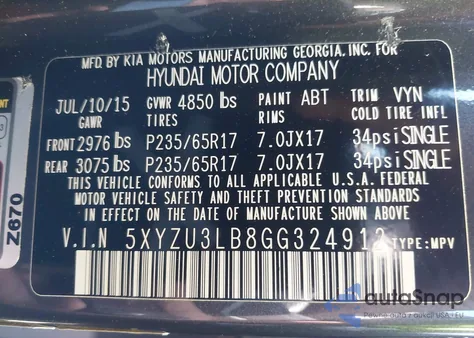 MFD. BY KIA MOTORS MANUFACTURING GEORGIA, INC. FOR
HYUNDAI MOTOR COMPANY
JUL/10/15 GVWR 4850 lbs PAINT ABT TRIM VYN
GAWR TIRES RIMS COLD TIRE INFL
FRONT 2976 lbs P235/65R17 7.0JX17 34psi SINGLE
REAR 3075 lbs P235/65R17 7.0JX17 34psi SINGLE
THIS VEHICLE CONFORMS TO ALL APPLICABLE U.S.A. FEDERAL
MOTOR VEHICLE SAFETY AND THEFT PREVENTION STANDARDS
IN EFFECT ON THE DATE OF MANUFACTURE SHOWN ABOVE.
V.I.N 5XYZU3LB8GG324912 TYPE: MPV
Z670
autoSnap